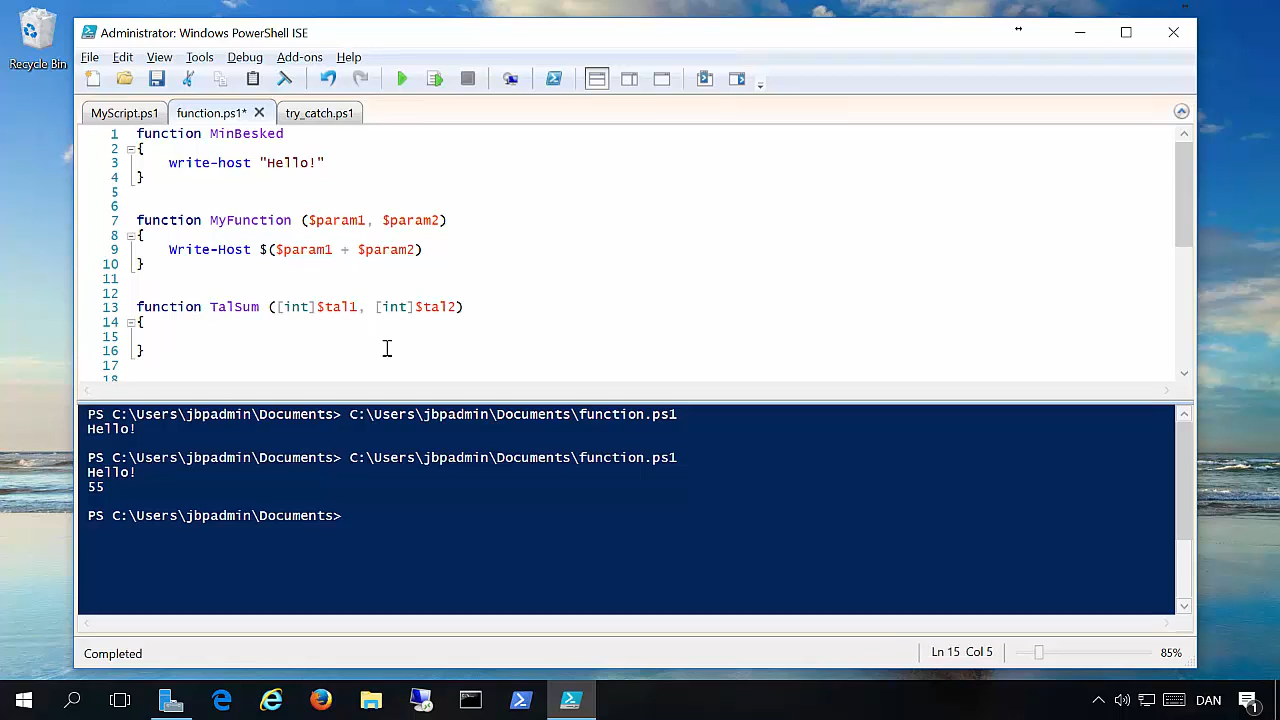 Recycle Bin
Administrator: Windows PowerShell ISE
File Edit View Tools Debug Add-ons Help
MyScript.ps1 function.ps1* try_catch.ps1
1 function MinBesked
2 {
3 write-host "Hello!"
4 }
5
6
7 function MyFunction ($param1, $param2)
8 {
9 Write-Host $($param1 + $param2)
10 }
11
12
13 function TalSum ([int]$tal1, [int]$tal2)
14 {
15
16 }
17
18
PS C:\Users\jbpadmin\Documents> C:\Users\jbpadmin\Documents\function.ps1
Hello!
PS C:\Users\jbpadmin\Documents> C:\Users\jbpadmin\Documents\function.ps1
Hello!
55
PS C:\Users\jbpadmin\Documents>
Completed Ln 15 Col 5 85%
DAN 1